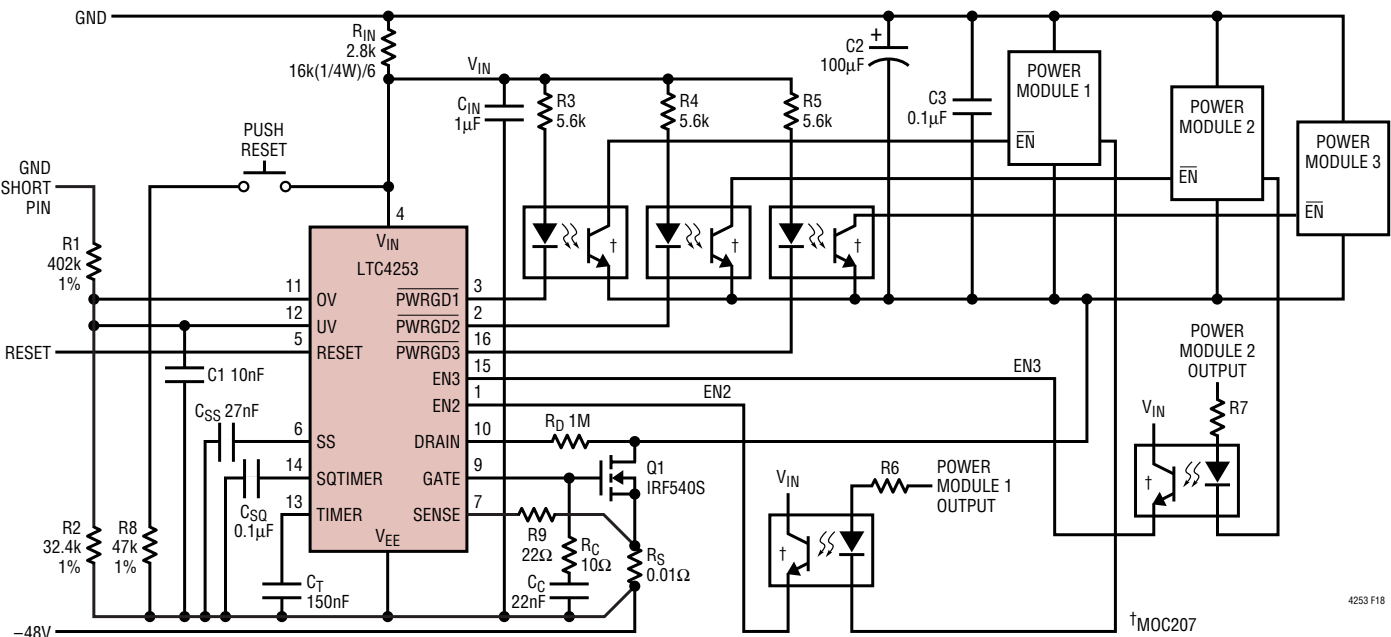 GND
RIN
2.8k
16k(1/4W)/6
VIN
CIN
1µF
R3
5.6k
R4
5.6k
R5
5.6k
+
C2
100µF
C3
0.1µF
POWER
MODULE 1
EN
POWER
MODULE 2
EN
POWER
MODULE 3
EN
PUSH
RESET
GND
SHORT
PIN
R1
402k
1%
4
VIN
LTC4253
11
OV
12
UV
5
RESET
RESET
3
PWRGD1
2
PWRGD2
16
PWRGD3
15
EN3
EN3
1
EN2
EN2
†
†
†
C1 10nF
CSS 27nF
6
SS
14
SQTIMER
CSQ
0.1µF
13
TIMER
VEE
10
DRAIN
RD 1M
9
GATE
Q1
IRF540S
7
SENSE
R9
22Ω
RC
10Ω
CC
22nF
RS
0.01Ω
R2
32.4k
1%
R8
47k
1%
CT
150nF
VIN
†
R6
POWER
MODULE 1
OUTPUT
POWER
MODULE 2
OUTPUT
R7
VIN
†
–48V
†MOC207
4253 F18